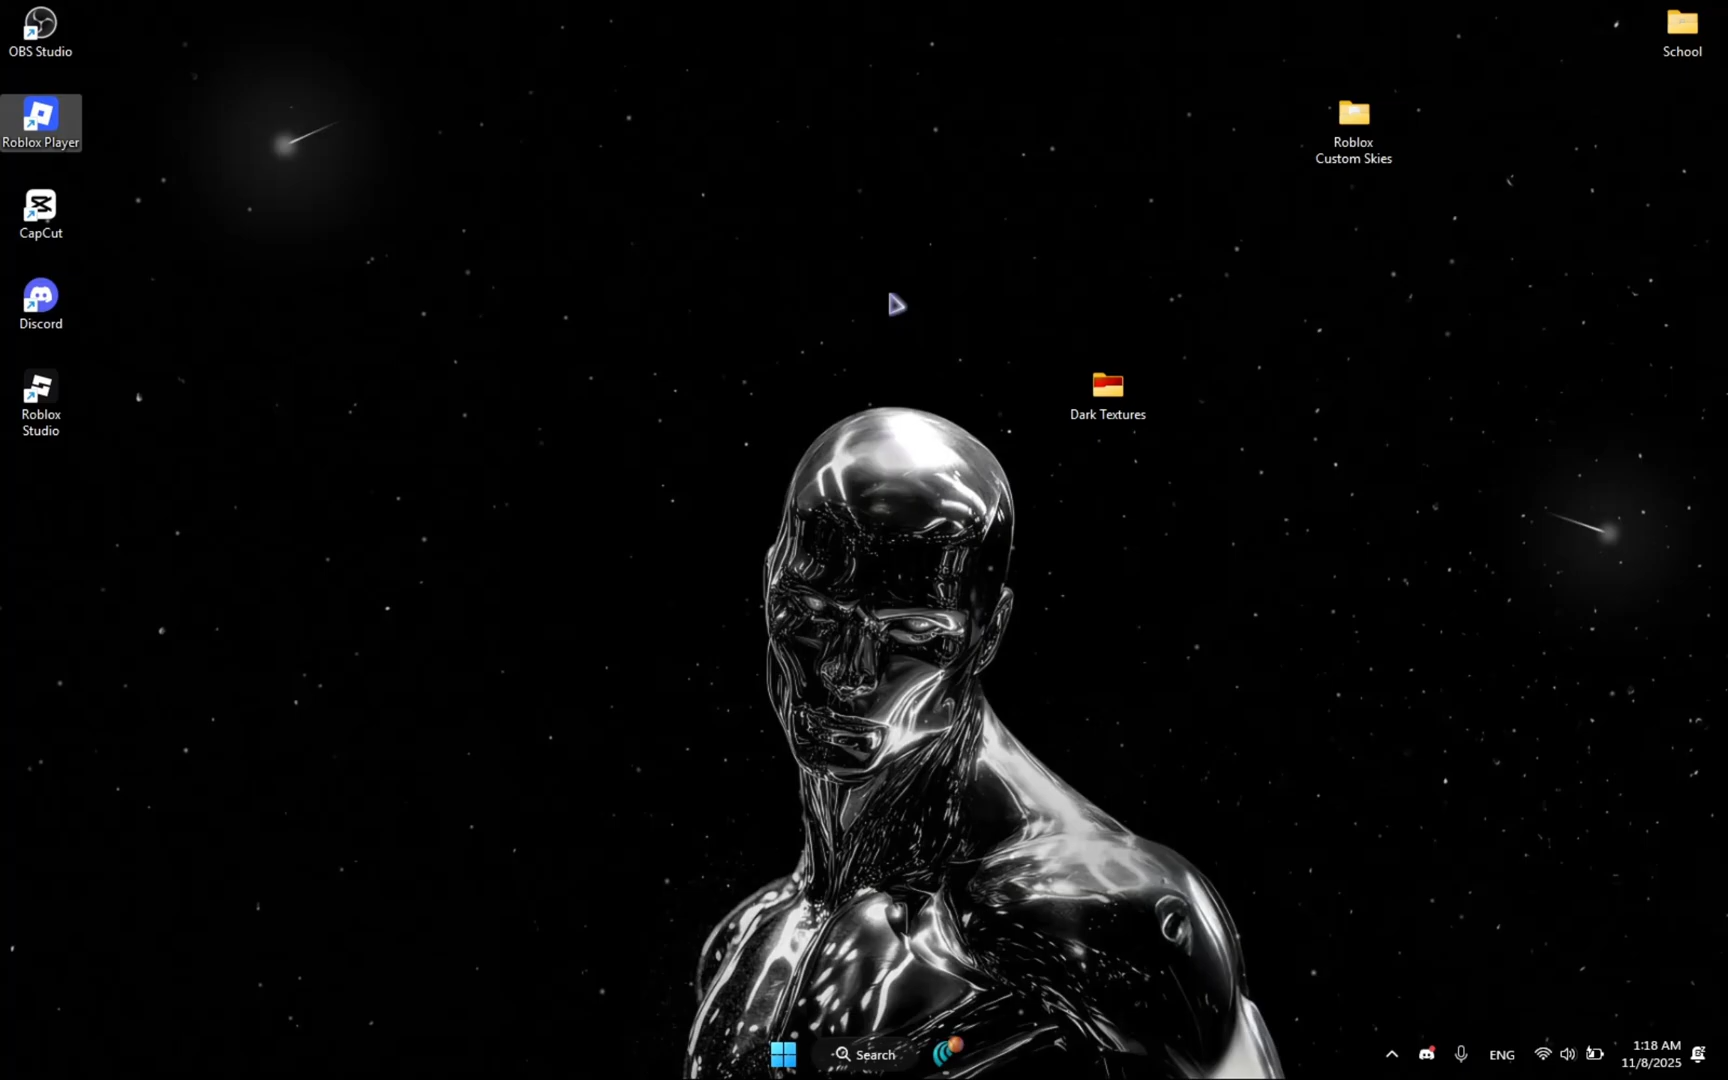 OBS Studio
School
Roblox Player
Roblox
Custom Skies
CapCut
Discord
Roblox
Studio
Dark Textures
Search
ENG
1:18 AM
11/8/2025